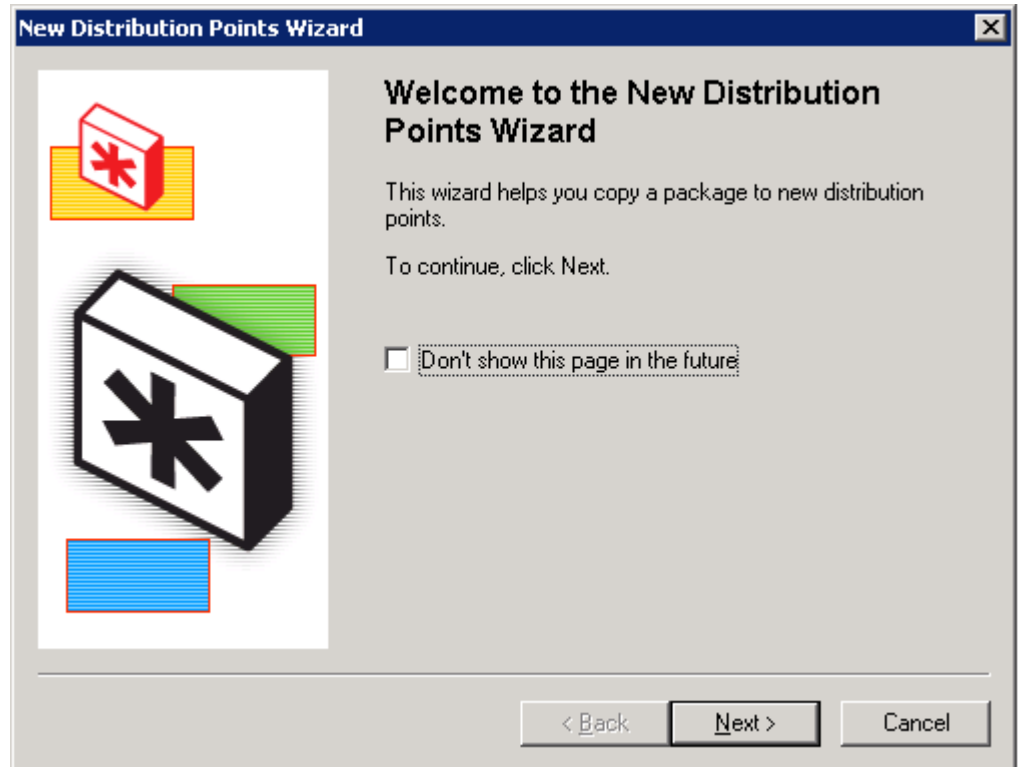 New Distribution Points Wizard
Welcome to the New Distribution
Points Wizard
This wizard helps you copy a package to new distribution
points.
To continue, click Next.
Don't show this page in the future
< Back
Next >
Cancel